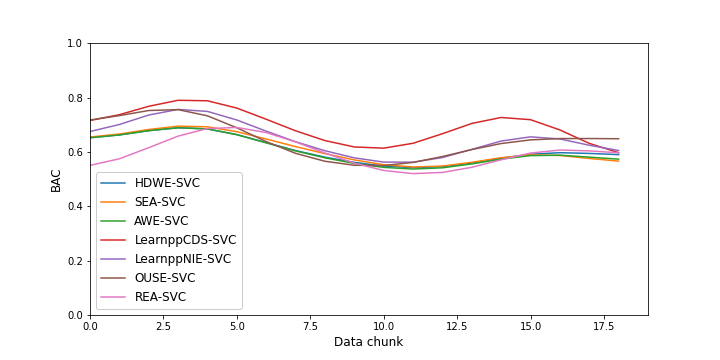 1.0
0.8
0.6
0.4
0.2
0.0
BAC
HDWE-SVC
SEA-SVC
AWE-SVC
LearnppCDS-SVC
LearnppNIE-SVC
OUSE-SVC
REA-SVC
0.0 2.5 5.0 7.5 10.0 12.5 15.0 17.5
Data chunk